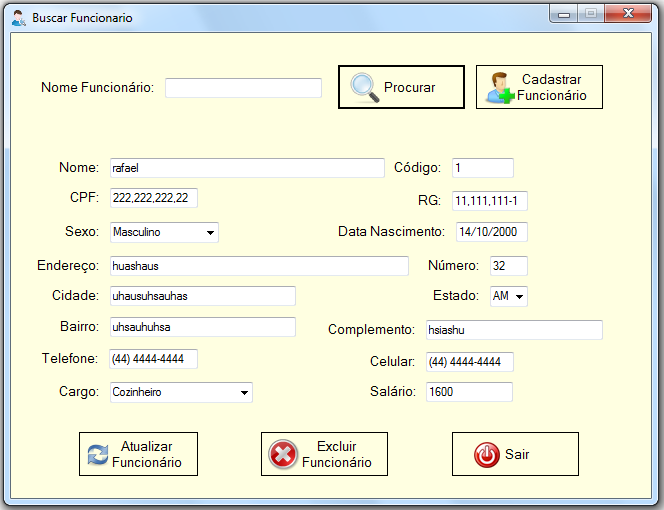 Buscar Funcionario
Nome Funcionário: Procurar Cadastrar
Funcionário
Nome: rafael Código: 1
CPF: 222,222,222,22 RG: 11,111,111-1
Sexo: Masculino Data Nascimento: 14/10/2000
Endereço: huashaus Número: 32
Cidade: uhausuhsauhas Estado: AM
Bairro: uhsauhuhsa Complemento: hsiashu
Telefone: (44) 4444-4444 Celular: (44) 4444-4444
Cargo: Cozinheiro Salário: 1600
Atualizar
Funcionário
Excluir
Funcionário
Sair